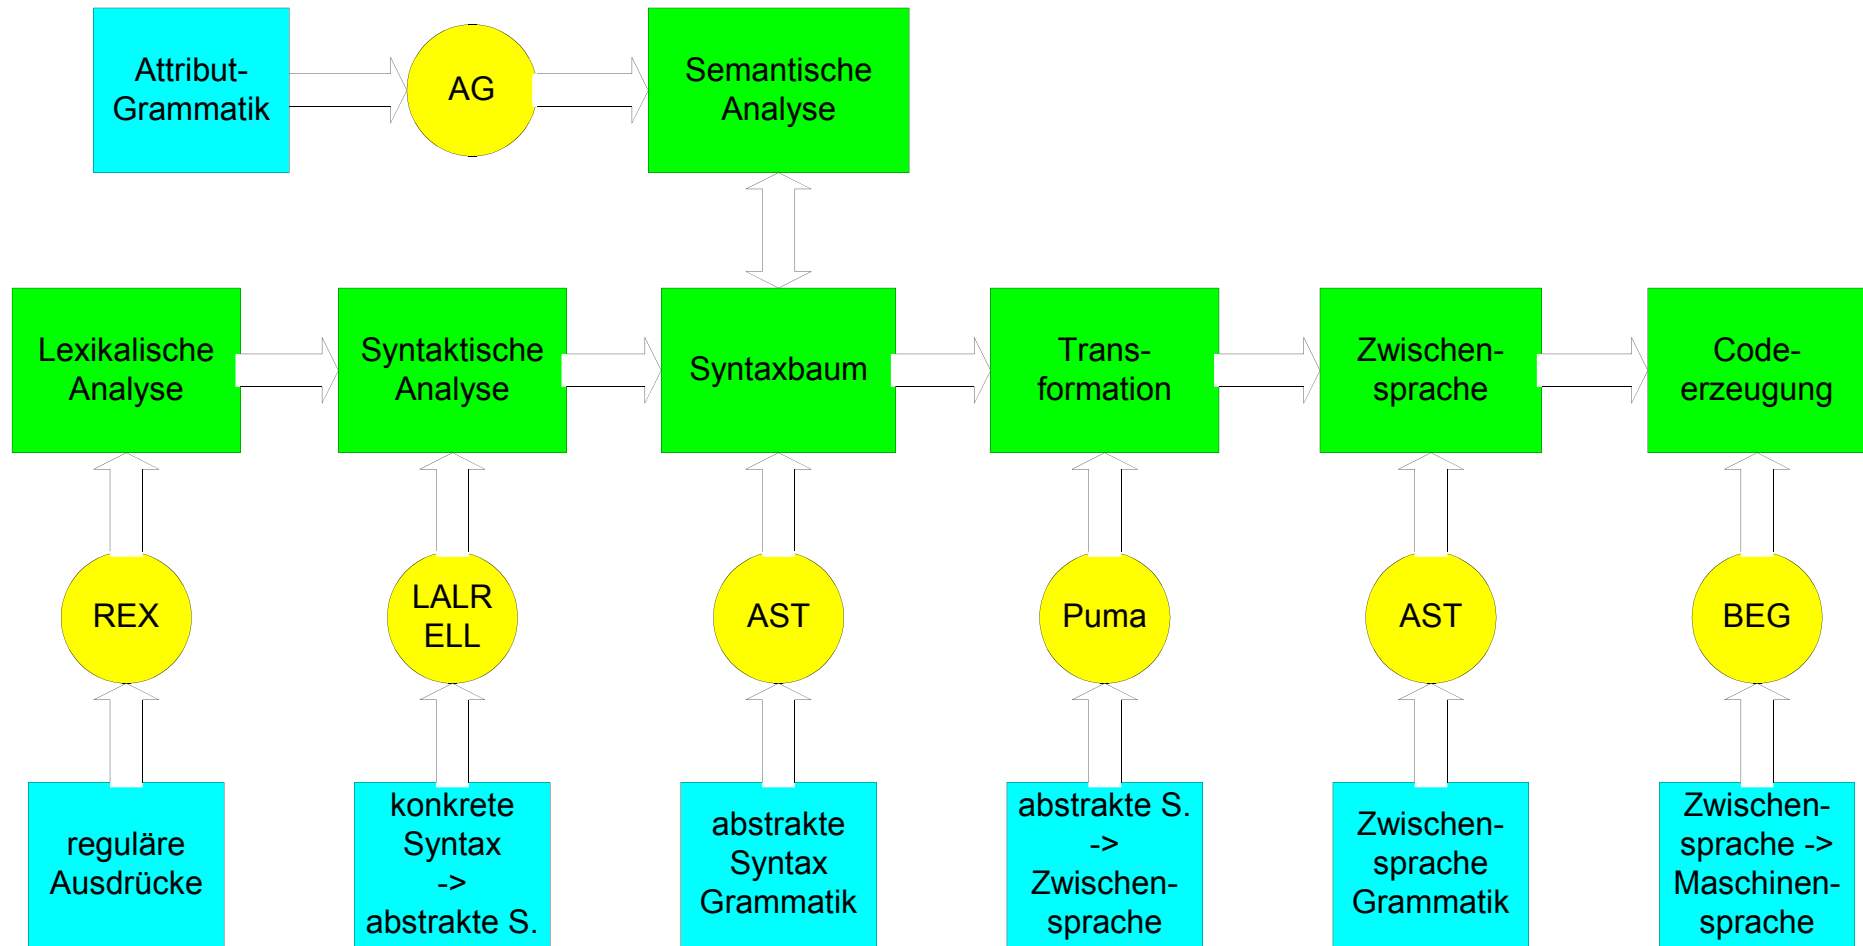 Attribut-
Grammatik
AG
Semantische
Analyse
Lexikalische
Analyse
Syntaktische
Analyse
Syntaxbaum
Trans-
formation
Zwischen-
sprache
Code-
erzeugung
REX
LALR
ELL
AST
Puma
AST
BEG
reguläre
Ausdrücke
konkrete
Syntax
->
abstrakte S.
abstrakte
Syntax
Grammatik
abstrakte S.
->
Zwischen-
sprache
Zwischen-
sprache
Grammatik
Zwischen-
sprache ->
Maschinen-
sprache